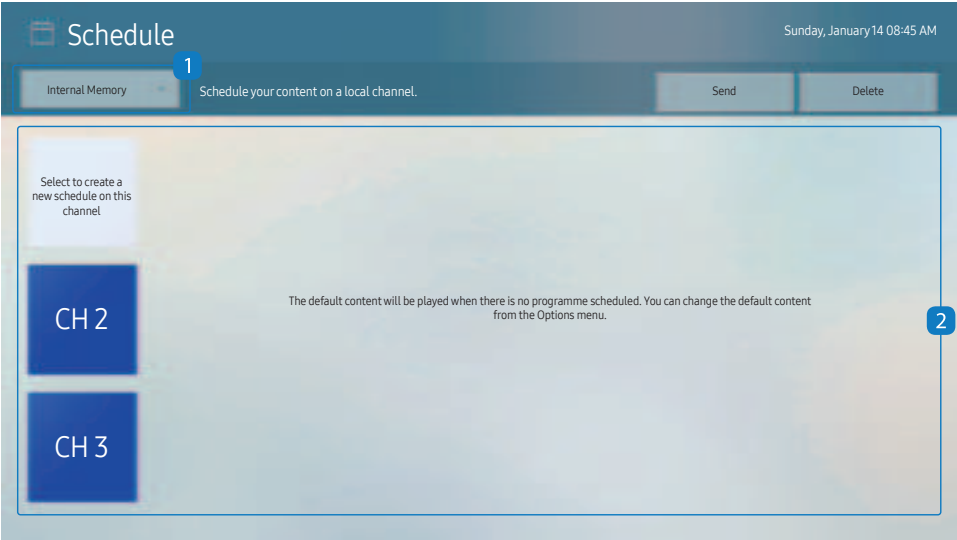 Schedule
Sunday, January 14 08:45 AM
1
Internal Memory
Schedule your content on a local channel.
Send
Delete
Select to create a
new schedule on this
channel
CH 2
The default content will be played when there is no programme scheduled. You can change the default content
from the Options menu.
2
CH 3